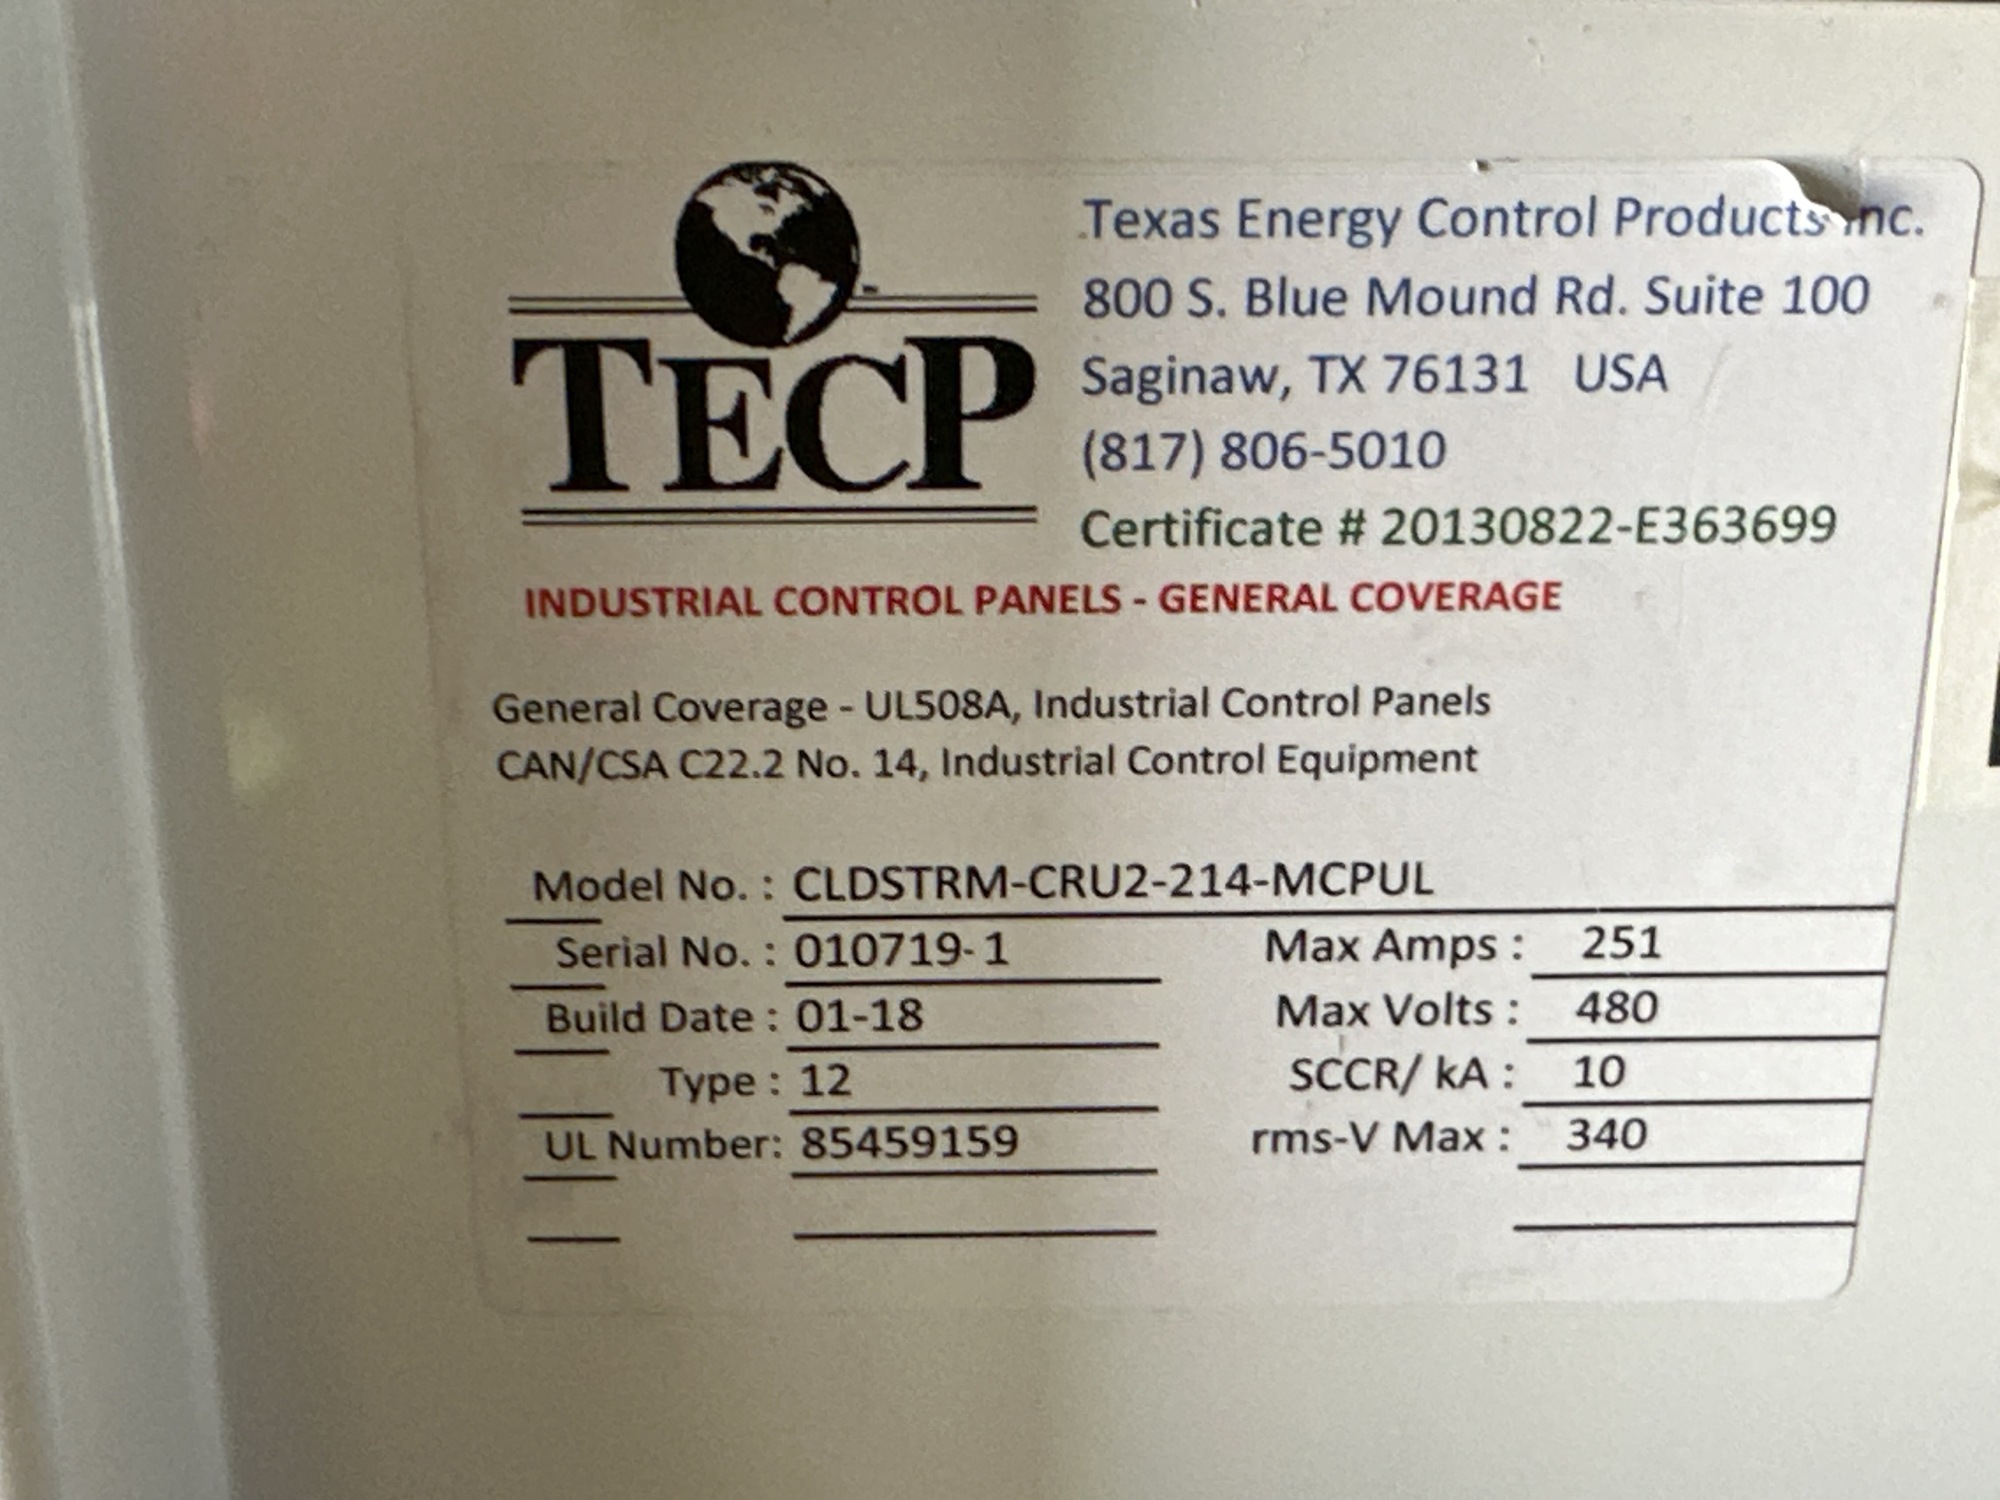 TECP
Texas Energy Control Products Inc.
800 S. Blue Mound Rd. Suite 100
Saginaw, TX 76131 USA
(817) 806-5010
Certificate # 20130822-E363699
INDUSTRIAL CONTROL PANELS - GENERAL COVERAGE
General Coverage - UL508A, Industrial Control Panels
CAN/CSA C22.2 No. 14, Industrial Control Equipment
Model No. : CLDSTRM-CRU2-214-MCPUL
Serial No. : 010719-1 Max Amps : 251
Build Date : 01-18 Max Volts : 480
Type : 12 SCCR/ kA : 10
UL Number: 85459159 rms-V Max : 340